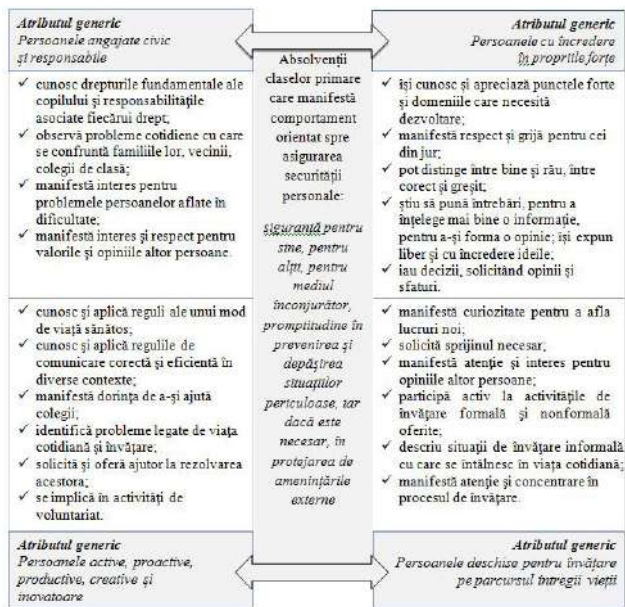 Atributul generic
Persoanele angajate civic
și responsabile
✓ cunosc drepturile fundamentale ale
copilului și responsabilitățile
asociate fiecărui drept;
✓ observă probleme cotidiene cu care
se confruntă familiile lor, vecinii,
colegii de clasă;
✓ manifestă interes pentru
problemele persoanelor aflate în
dificultate;
✓ manifestă interes și respect pentru
valorile și opiniile altor persoane.
✓ cunosc și aplică reguli ale unui mod
de viață sănătos;
✓ cunosc și aplică regulile de
comunicare corectă și eficientă în
diverse contexte;
✓ manifestă dorința de a-și ajută
colegii;
✓ identifică probleme legate de viața
cotidiană și învățare;
✓ solicită și oferă ajutor la rezolvarea
acestora;
✓ se implică în activități de
voluntariat.
Atributul generic
Persoanele active, proactive,
productive, creative și
inovatoare
Absolvenții
claselor primare
care manifestă
comportament
orientat spre
asigurarea
securității
personale:
siguranță pentru
sine, pentru
alții, pentru
mediul
înconjurător,
promptitudine în
prevenirea și
depășirea
situațiilor
periculoase, iar
dacă este
necesar, în
protejarea de
amenințările
externe
Atributul generic
Persoanele cu încredere
în propriile forțe
✓ își cunosc și apreciază punctele forte
și domeniile care necesită
dezvoltare;
✓ manifestă respect și grijă pentru cei
din jur;
✓ pot distinge între bine și rău, între
corect și greșit;
✓ știu să pună întrebări, pentru a
înțelege mai bine o informație,
pentru a-și forma o opinie; își expun
liber și cu încredere ideile;
✓ iau decizii, solicitând opinii și
sfaturi.
✓ manifestă curiozitate pentru a afla
lucruri noi;
✓ solicită sprijinul necesar;
✓ manifestă atenție și interes pentru
opiniile altor persoane;
✓ participă activ la activitățile de
învățare formală și nonformală
oferite;
✓ descriu situații de învățare informală
cu care se întâlnesc în viața cotidiană;
✓ manifestă atenție și concentrare în
procesul de învățare.
Atributul generic
Persoanele deschise pentru învățare
pe parcursul întregii vieții